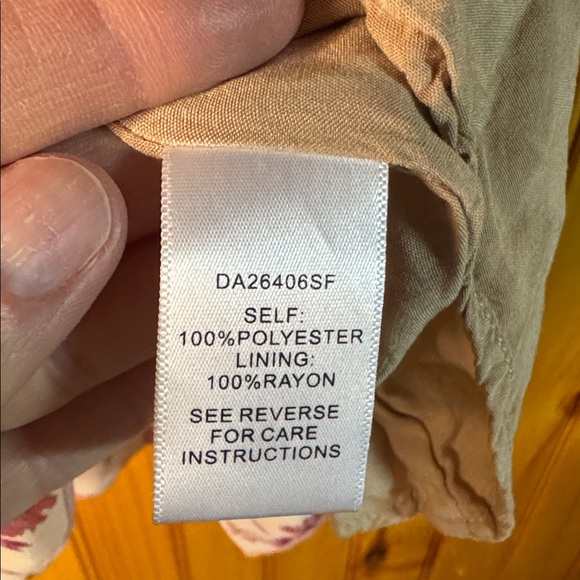 DA26406SF
SELF:
100%POLYESTER
LINING:
100%RAYON
SEE REVERSE
FOR CARE
INSTRUCTIONS